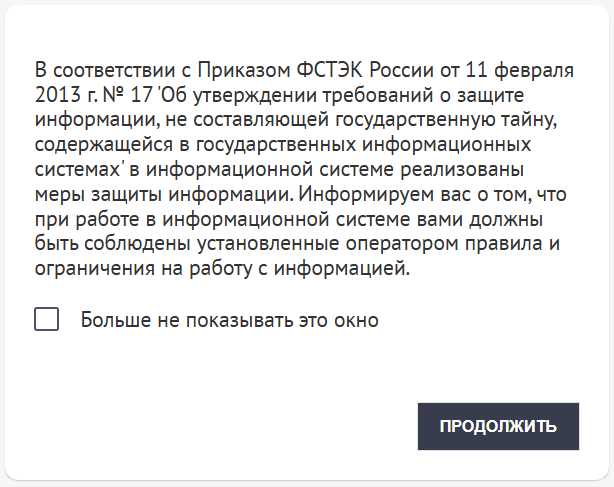 В соответствии с Приказом ФСТЭК России от 11 февраля
2013 г. № 17 'Об утверждении требований о защите
информации, не составляющей государственную тайну,
содержащейся в государственных информационных
системах' в информационной системе реализованы
меры защиты информации. Информируем вас о том, что
при работе в информационной системе вами должны
быть соблюдены установленные оператором правила и
ограничения на работу с информацией.
Больше не показывать это окно
ПРОДОЛЖИТЬ